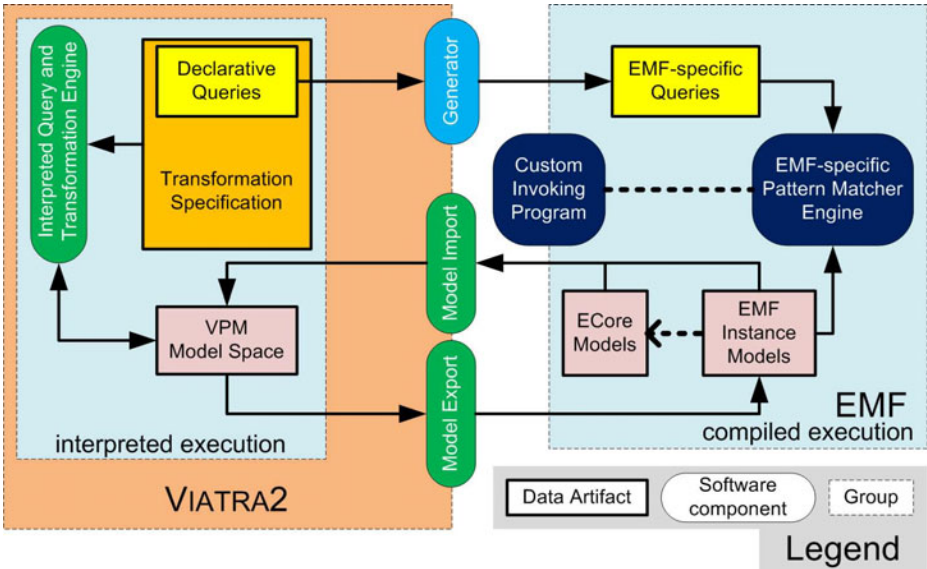 Interpreted Query and
Transformation Engine
Declarative
Queries
Transformation
Specification
VPM
Model Space
interpreted execution
VIATRA2
Generator
Model Import
Model Export
EMF-specific
Queries
Custom
Invoking
Program
EMF-specific
Pattern Matcher
Engine
ECore
Models
EMF
Instance
Models
EMF
compiled execution
Data Artifact
Software
component
Group
Legend